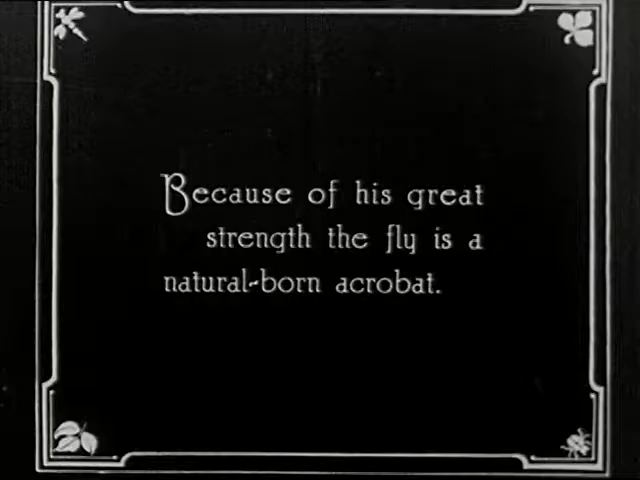 Because of his great
strength the fly is a
natural-born acrobat.